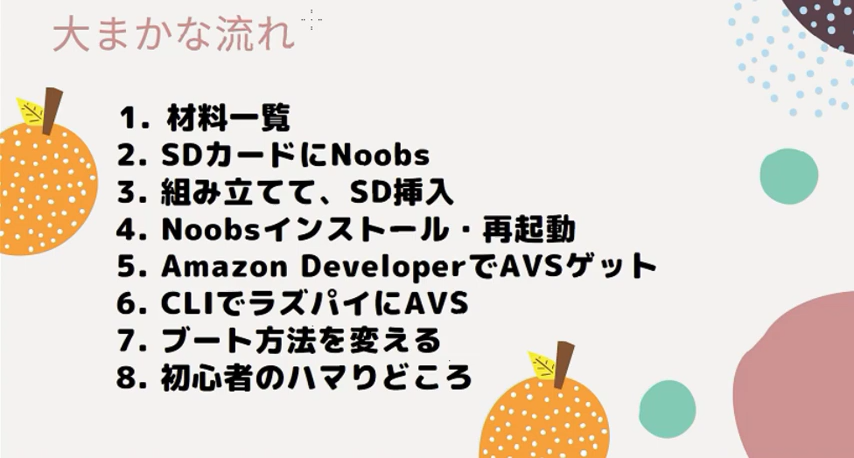 大まかな流れ
1. 材料一覧
2. SDカードにNoobs
3. 組み立てて、SD挿入
4. Noobsインストール・再起動
5. Amazon DeveloperでAVSゲット
6. CLIでラズパイにAVS
7. ブート方法を変える
8. 初心者のハマりどころ